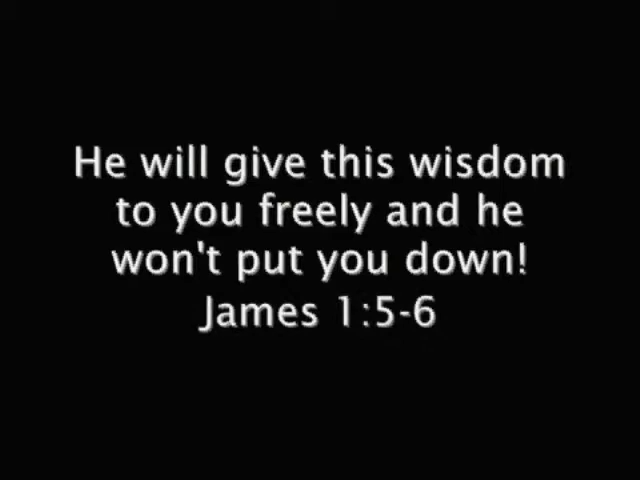 He will give this wisdom
to you freely and he
won't put you down!
James 1:5-6